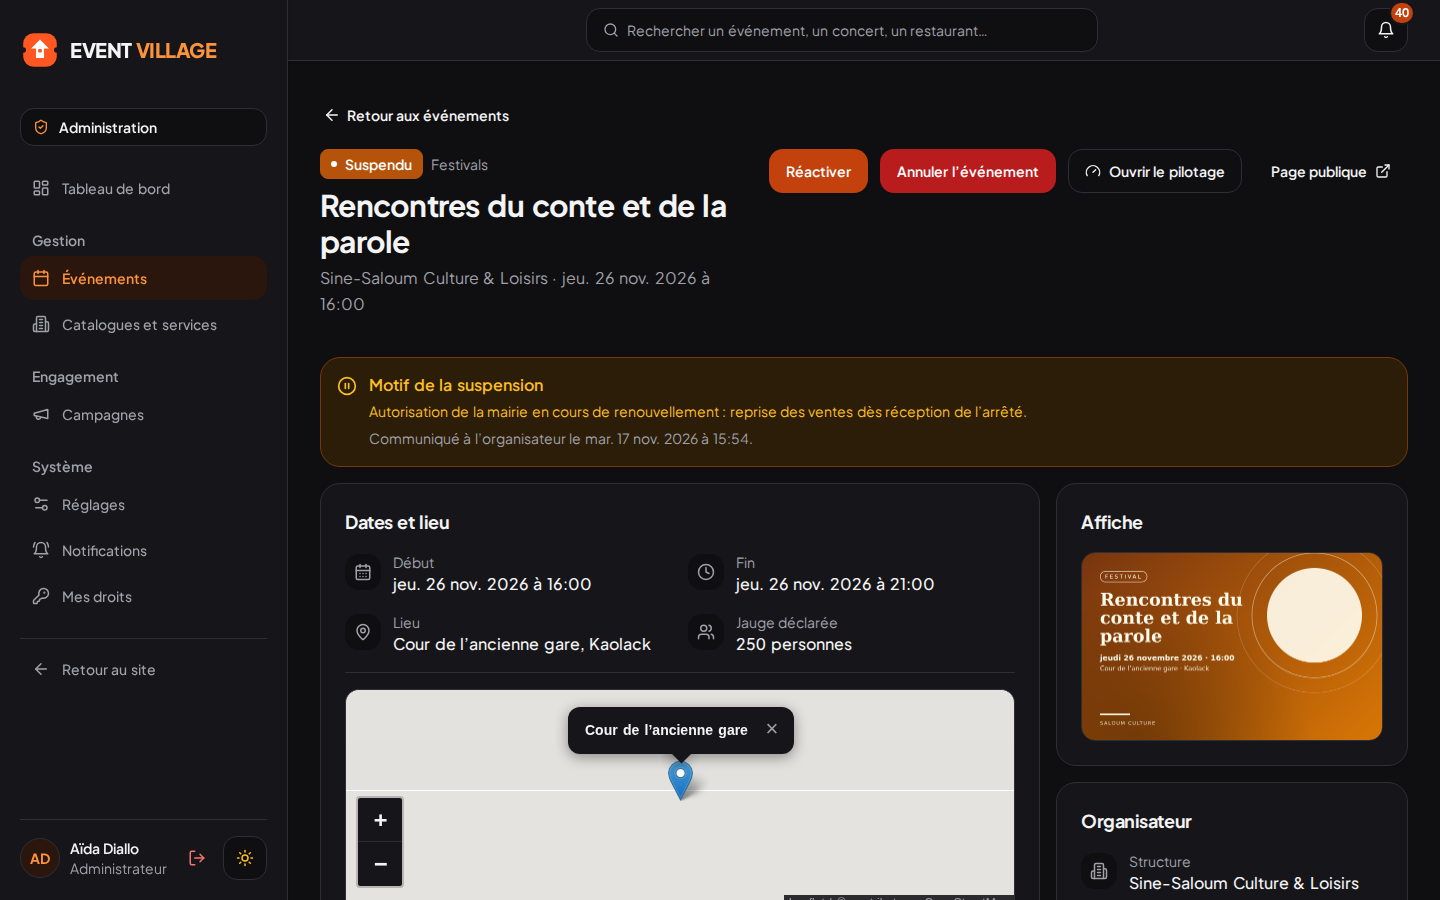 EVENT VILLAGE
Rechercher un événement, un concert, un restaurant…
40
Administration
Tableau de bord
Gestion
Événements
Catalogues et services
Engagement
Campagnes
Système
Réglages
Notifications
Mes droits
Retour au site
AD
Aïda Diallo
Administrateur
Retour aux événements
Suspendu
Festivals
Réactiver
Annuler l’événement
Ouvrir le pilotage
Page publique
Rencontres du conte et de la
parole
Sine-Saloum Culture & Loisirs · jeu. 26 nov. 2026 à
16:00
Motif de la suspension
Autorisation de la mairie en cours de renouvellement : reprise des ventes dès réception de l’arrêté.
Communiqué à l’organisateur le mar. 17 nov. 2026 à 15:54.
Dates et lieu
Début
jeu. 26 nov. 2026 à 16:00
Fin
jeu. 26 nov. 2026 à 21:00
Lieu
Cour de l’ancienne gare, Kaolack
Jauge déclarée
250 personnes
Cour de l’ancienne gare
+
−
Affiche
FESTIVAL
Rencontres du
conte et de la
parole
jeudi 26 novembre 2026 · 16:00
Cour de l’ancienne gare · Kaolack
SALOUM CULTURE
Organisateur
Structure
Sine-Saloum Culture & Loisirs